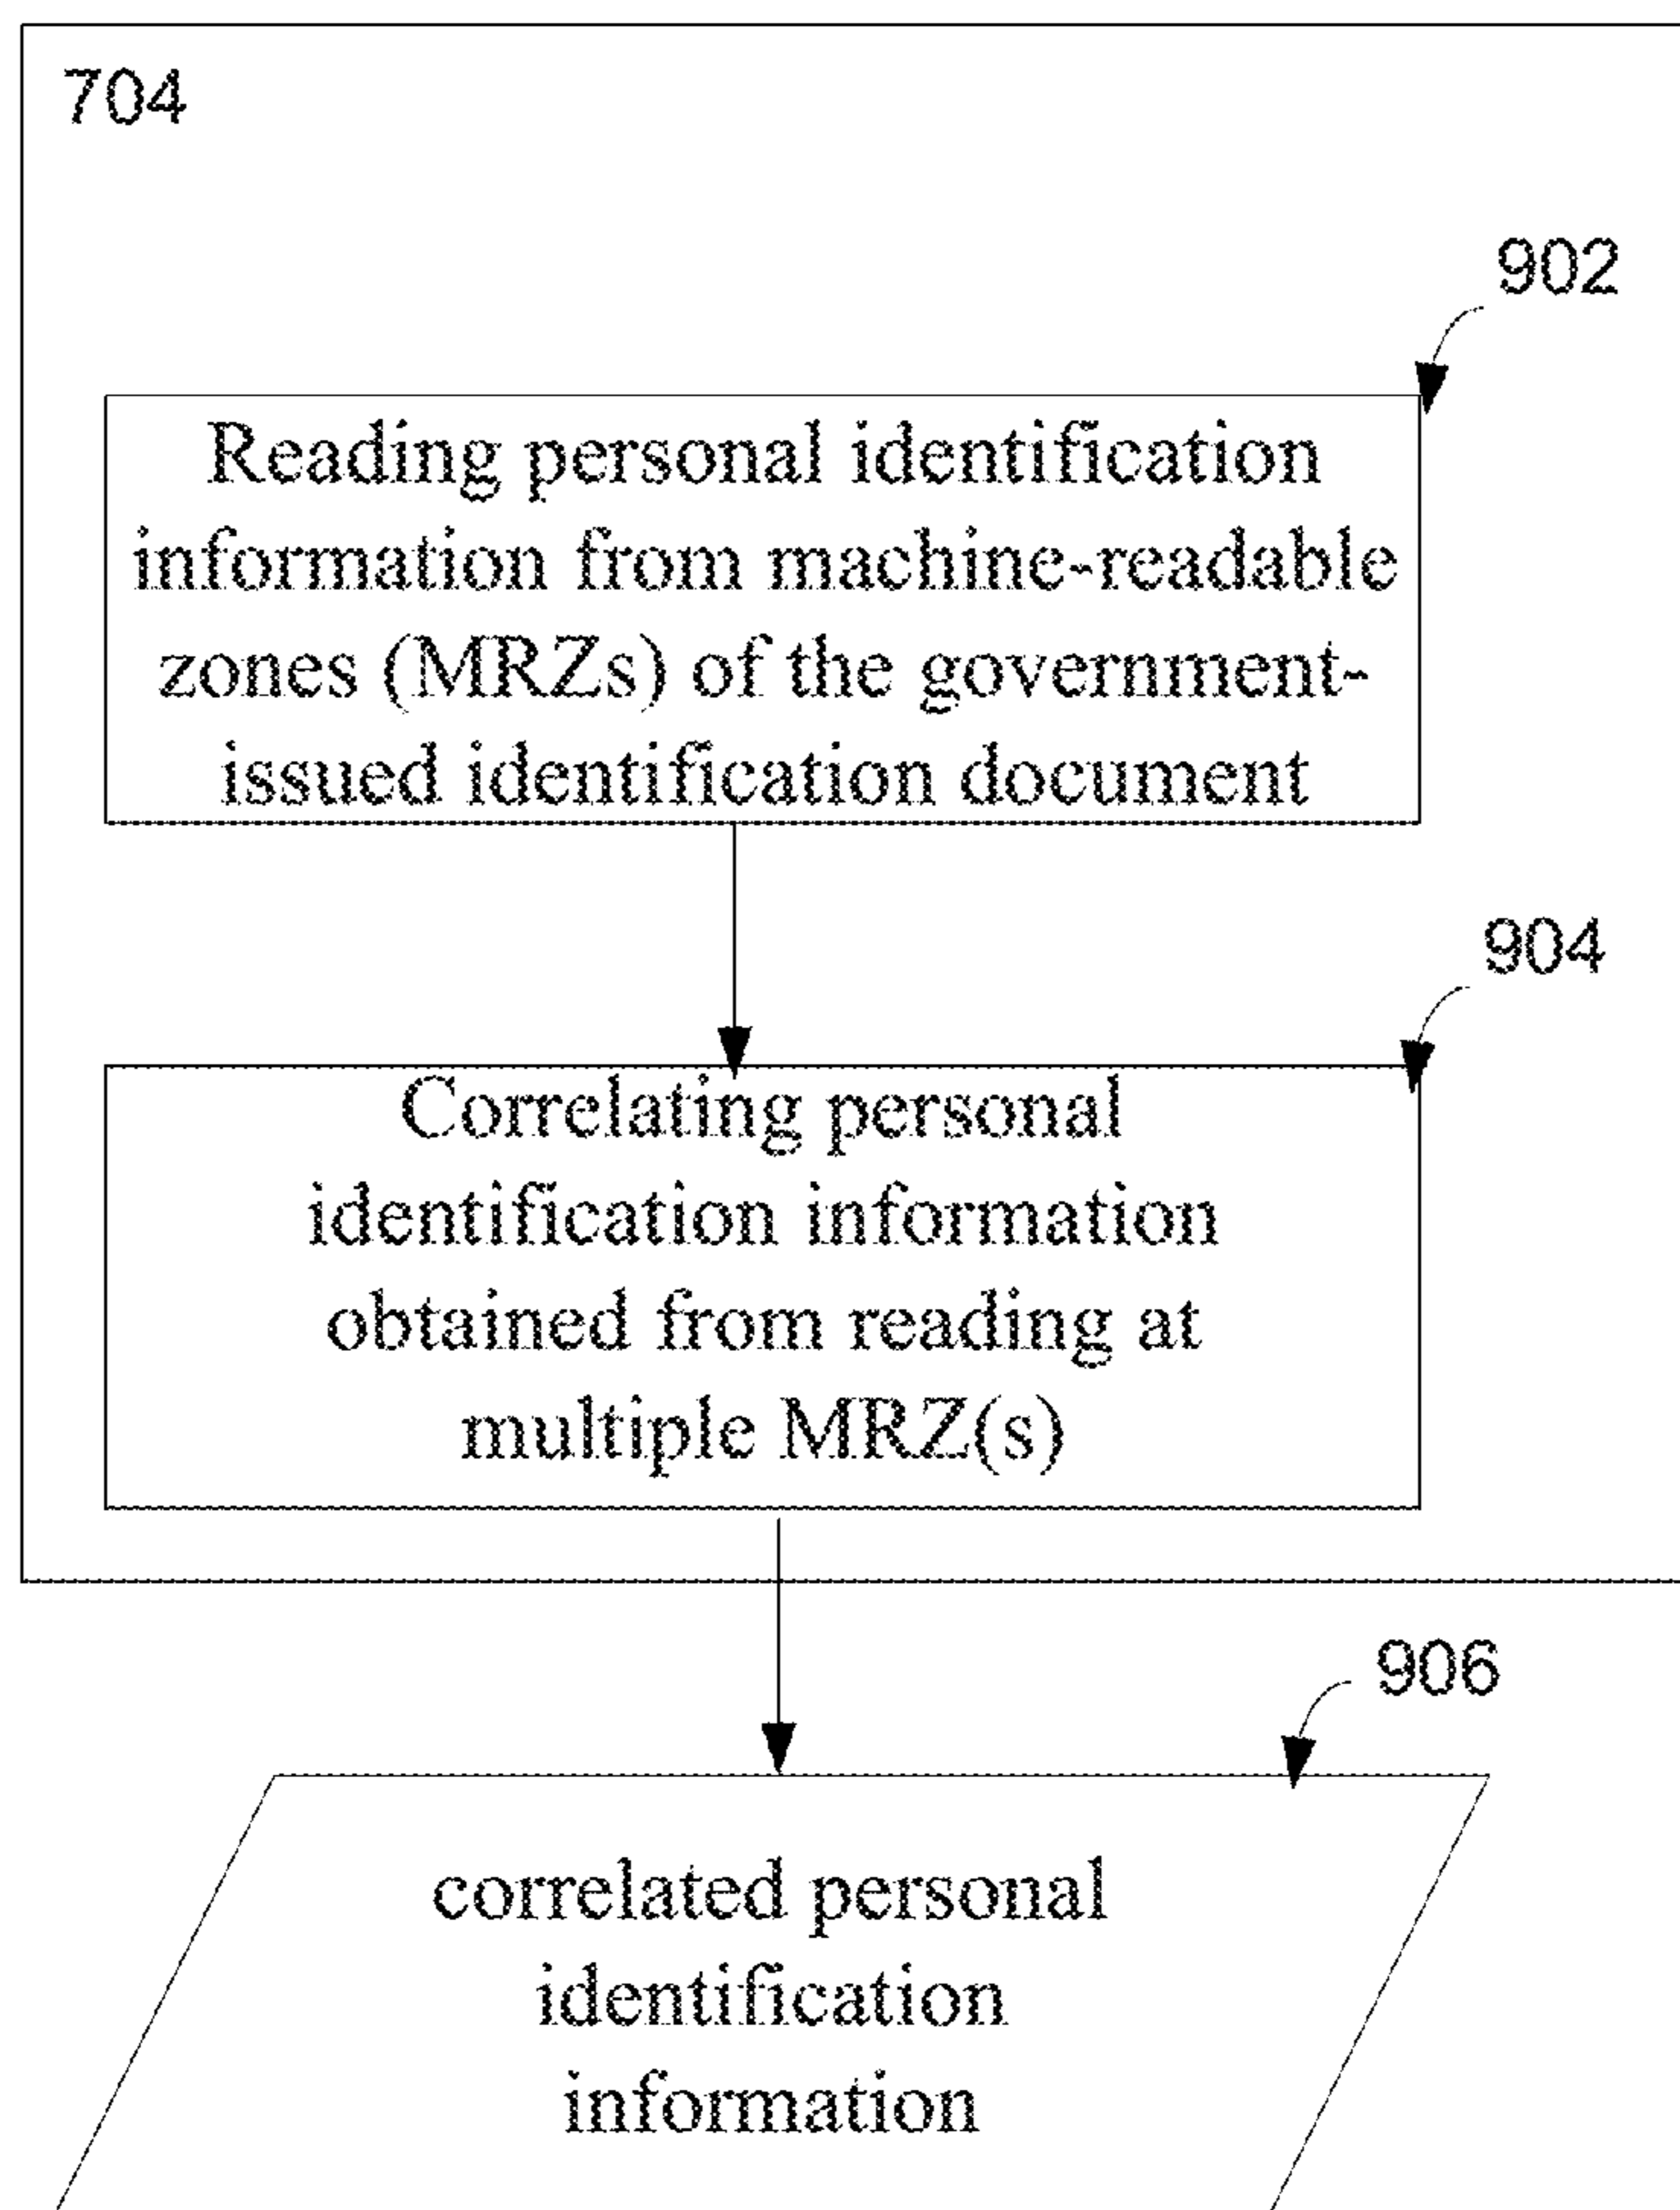 704
902
Reading personal identification
information from machine-readable
zones (MRZs) of the government-
issued identification document
904
Correlating personal
identification information
obtained from reading at
multiple MRZ(s)
906
correlated personal
identification
information